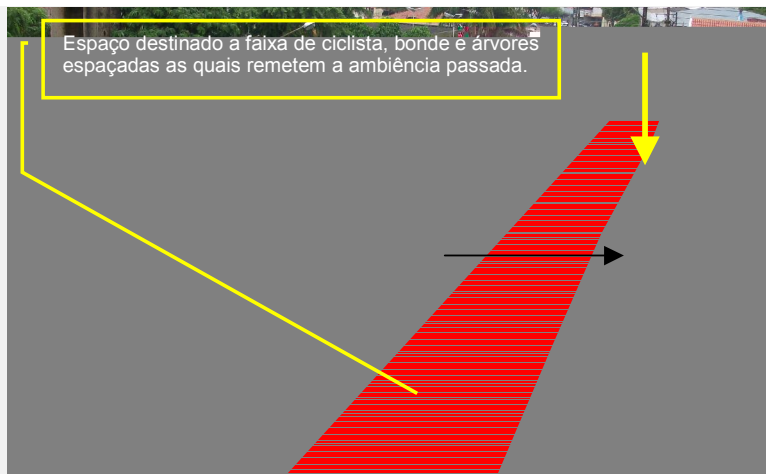 Espaço destinado a faixa de ciclista, bonde e árvores
espaçadas as quais remetem a ambiência passada.